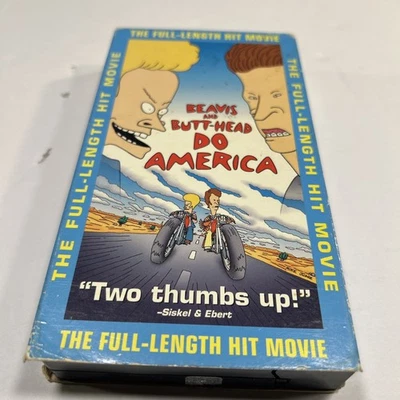 THE FULL-LENGTH HIT MOVIE
THE FULL-LENGTH HIT MOVIE
THE FULL-LENGTH HIT MOVIE
BEAVIS
AND
BUTT-HEAD
DO
AMERICA
"Two thumbs up!"
–Siskel & Ebert
THE FULL-LENGTH HIT MOVIE